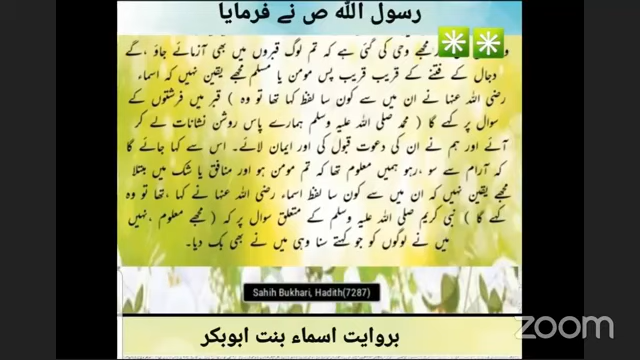 رسول اللہ ص نے فرمایا
مجھے وحی کی گئی ہے کہ تم لوگ قبروں میں بھی آزمائے جاؤ ،گے
دجال کے فتنے کے قریب قریب پس مومن یا مسلم مجھے یقین نہیں کہ اسماء
رضی اللہ عنہا نے ان میں سے کون سا لفظ کہا تھا تو وہ ( قبر میں فرشتوں کے
سوال پر کہے گا ( محمد صلی اللہ علیہ وسلم ہمارے پاس روشن نشانات لے کر
آئے اور ہم نے ان کی دعوت قبول کی اور ایمان لائے۔ اس سے کہا جائے گا
کہ آرام سے سو ،رہو ہمیں معلوم تھا کہ تم مومن ہو اور منافق یا شک میں مبتلا
مجھے یقین نہیں کہ ان میں سے کون سا لفظ اسماء رضی اللہ عنہا نے کہا ،تھا تو وہ
کہے گا ( نبی کریم صلی اللہ علیہ وسلم کے متعلق سوال پر کہ ( مجھے معلوم ،نہیں
میں نے لوگوں کو جو کہتے سنا وہی میں نے بھی بک دیا۔
Sahih Bukhari, Hadith(7287)
بروایت اسماء بنت ابوبکر
zoom